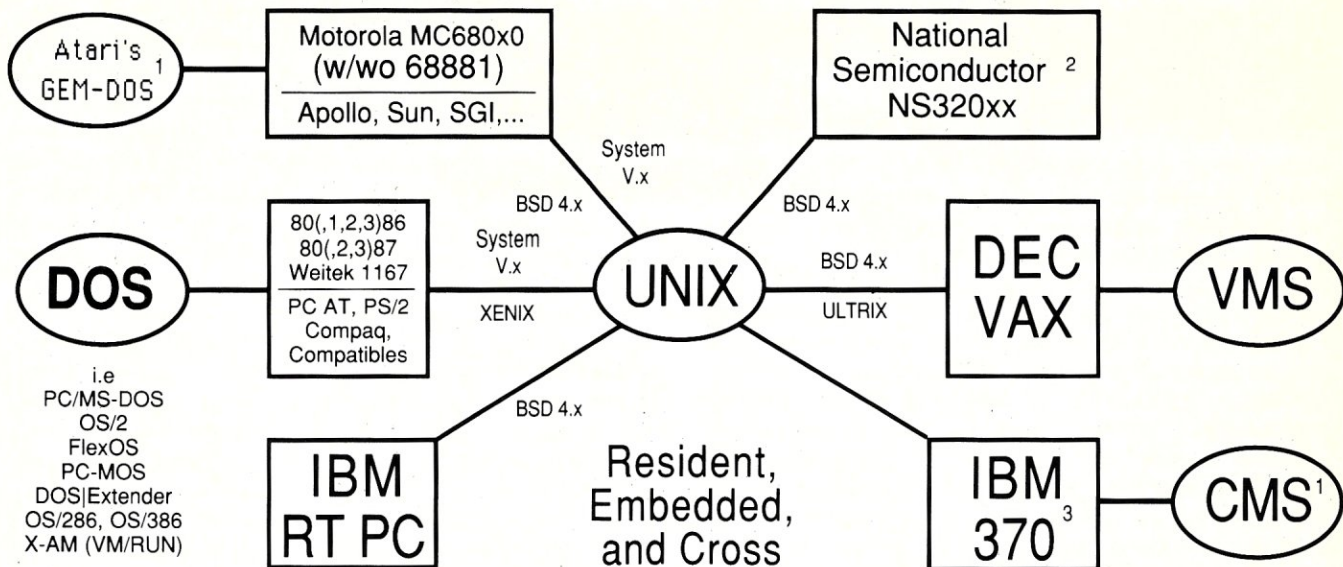 Atari's
GEM-DOS 1
Motorola MC680x0
(w/wo 68881)
Apollo, Sun, SGI,...
National
Semiconductor 2
NS320xx
System
V.x
BSD 4.x
BSD 4.x
DOS
80(,1,2,3)86
80(,2,3)87
Weitek 1167
PC AT, PS/2
Compaq,
Compatibles
System
V.x
XENIX
UNIX
BSD 4.x
ULTRIX
DEC
VAX
VMS
i.e
PC/MS-DOS
OS/2
FlexOS
PC-MOS
DOS|Extender
OS/286, OS/386
X-AM (VM/RUN)
BSD 4.x
IBM
RT PC
Resident,
Embedded,
and Cross
IBM
370 3
CMS 1